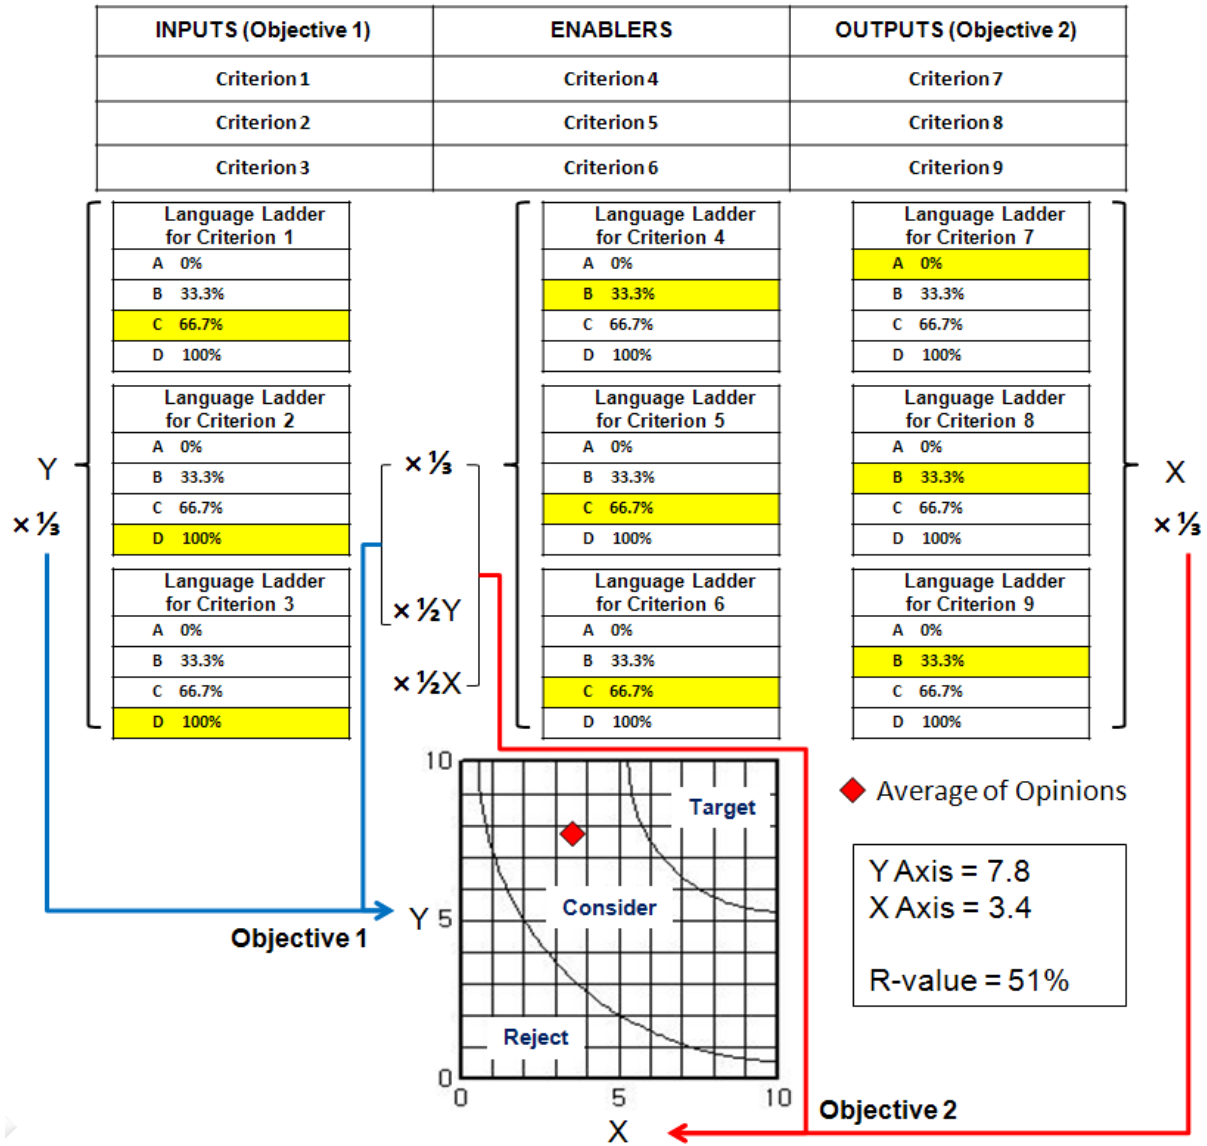 INPUTS (Objective 1) ENABLERS OUTPUTS (Objective 2)
Criterion 1 Criterion 4 Criterion 7
Criterion 2 Criterion 5 Criterion 8
Criterion 3 Criterion 6 Criterion 9
Language Ladder
for Criterion 1
A 0%
B 33.3%
C 66.7%
D 100%
Language Ladder
for Criterion 2
A 0%
B 33.3%
C 66.7%
D 100%
Language Ladder
for Criterion 3
A 0%
B 33.3%
C 66.7%
D 100%
Y
× ⅓
× ⅓
× ½Y
× ½X
Language Ladder
for Criterion 4
A 0%
B 33.3%
C 66.7%
D 100%
Language Ladder
for Criterion 5
A 0%
B 33.3%
C 66.7%
D 100%
Language Ladder
for Criterion 6
A 0%
B 33.3%
C 66.7%
D 100%
Language Ladder
for Criterion 7
A 0%
B 33.3%
C 66.7%
D 100%
Language Ladder
for Criterion 8
A 0%
B 33.3%
C 66.7%
D 100%
Language Ladder
for Criterion 9
A 0%
B 33.3%
C 66.7%
D 100%
X
× ⅓
10
Target
Consider
Y 5
Reject
0
0 5 10
X
Objective 1
Objective 2
Average of Opinions
Y Axis = 7.8
X Axis = 3.4
R-value = 51%